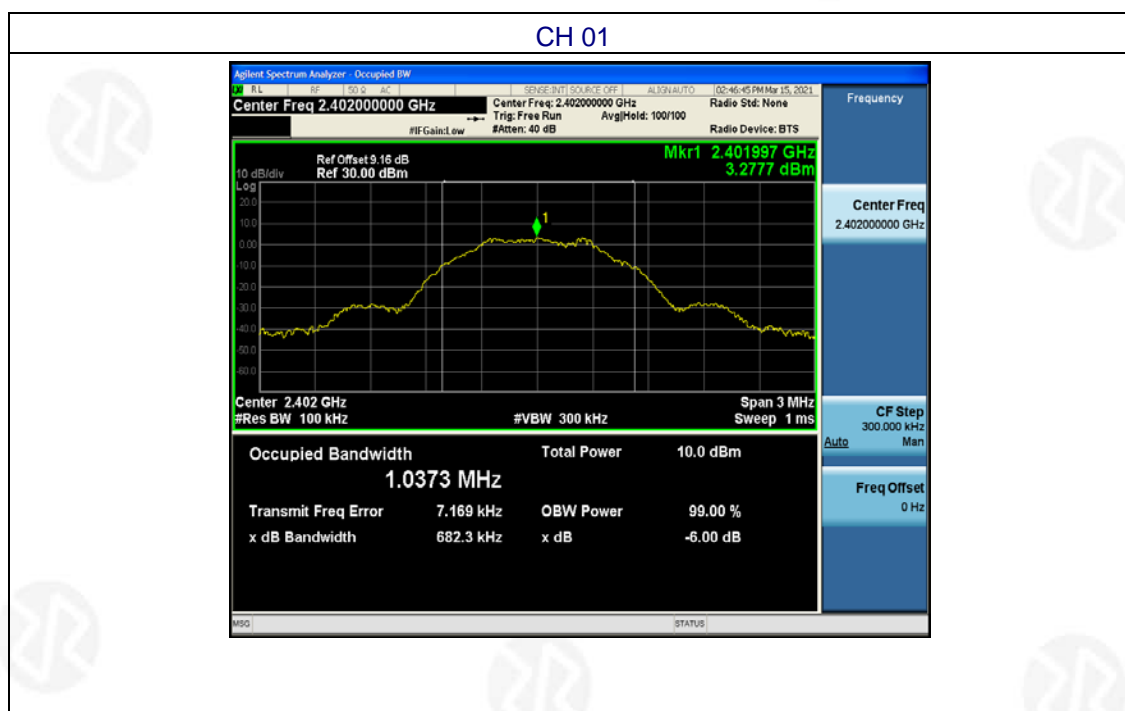 CH 01
Agilent Spectrum Analyzer - Occupied BW
RL RF 50 Ω AC SENSE:INT SOURCE OFF ALIGNAUTO 02:46:45 PM Mar 15, 2021
Center Freq 2.402000000 GHz
Center Freq: 2.402000000 GHz Radio Std: None
Trig: Free Run Avg|Hold: 100/100
#IFGain:Low #Atten: 40 dB Radio Device: BTS
Frequency
Mkr1 2.401997 GHz
3.2777 dBm
Ref Offset 9.16 dB
10 dB/div Ref 30.00 dBm
Log
20.0
10.0
0.00
-10.0
-20.0
-30.0
-40.0
-50.0
-60.0
1
Center 2.402 GHz Span 3 MHz
#Res BW 100 kHz #VBW 300 kHz Sweep 1 ms
Center Freq
2.402000000 GHz
CF Step
300.000 kHz
Auto Man
Freq Offset
0 Hz
Occupied Bandwidth Total Power 10.0 dBm
1.0373 MHz
Transmit Freq Error 7.169 kHz OBW Power 99.00 %
x dB Bandwidth 682.3 kHz x dB -6.00 dB
MSG STATUS